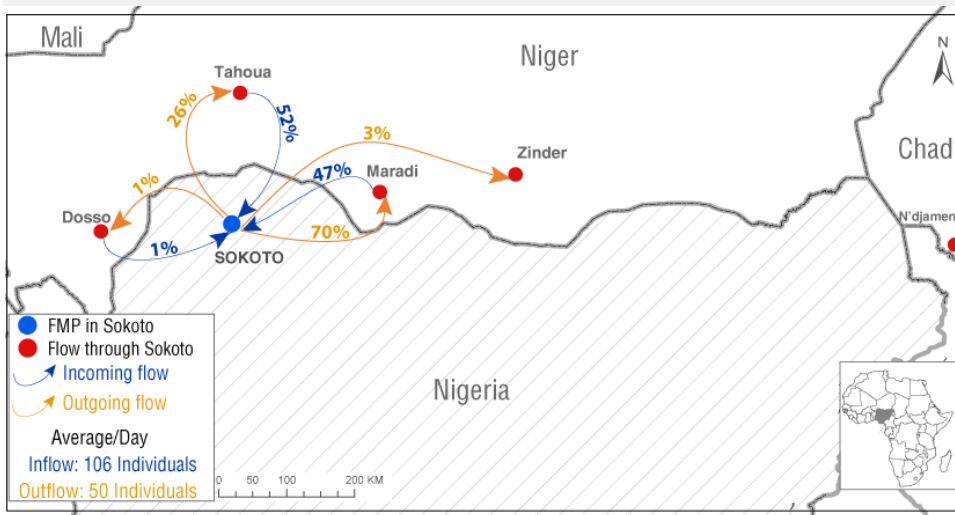 Mali
Niger
N
Tahoua
26%
52%
3%
Zinder
Chad
47%
Maradi
1%
Dosso
N'djamen
1%
70%
SOKOTO
FMP in Sokoto
Flow through Sokoto
Incoming flow
Outgoing flow
Nigeria
Average/Day
Inflow: 106 Individuals
Outflow: 50 Individuals
0 50 100 200 KM